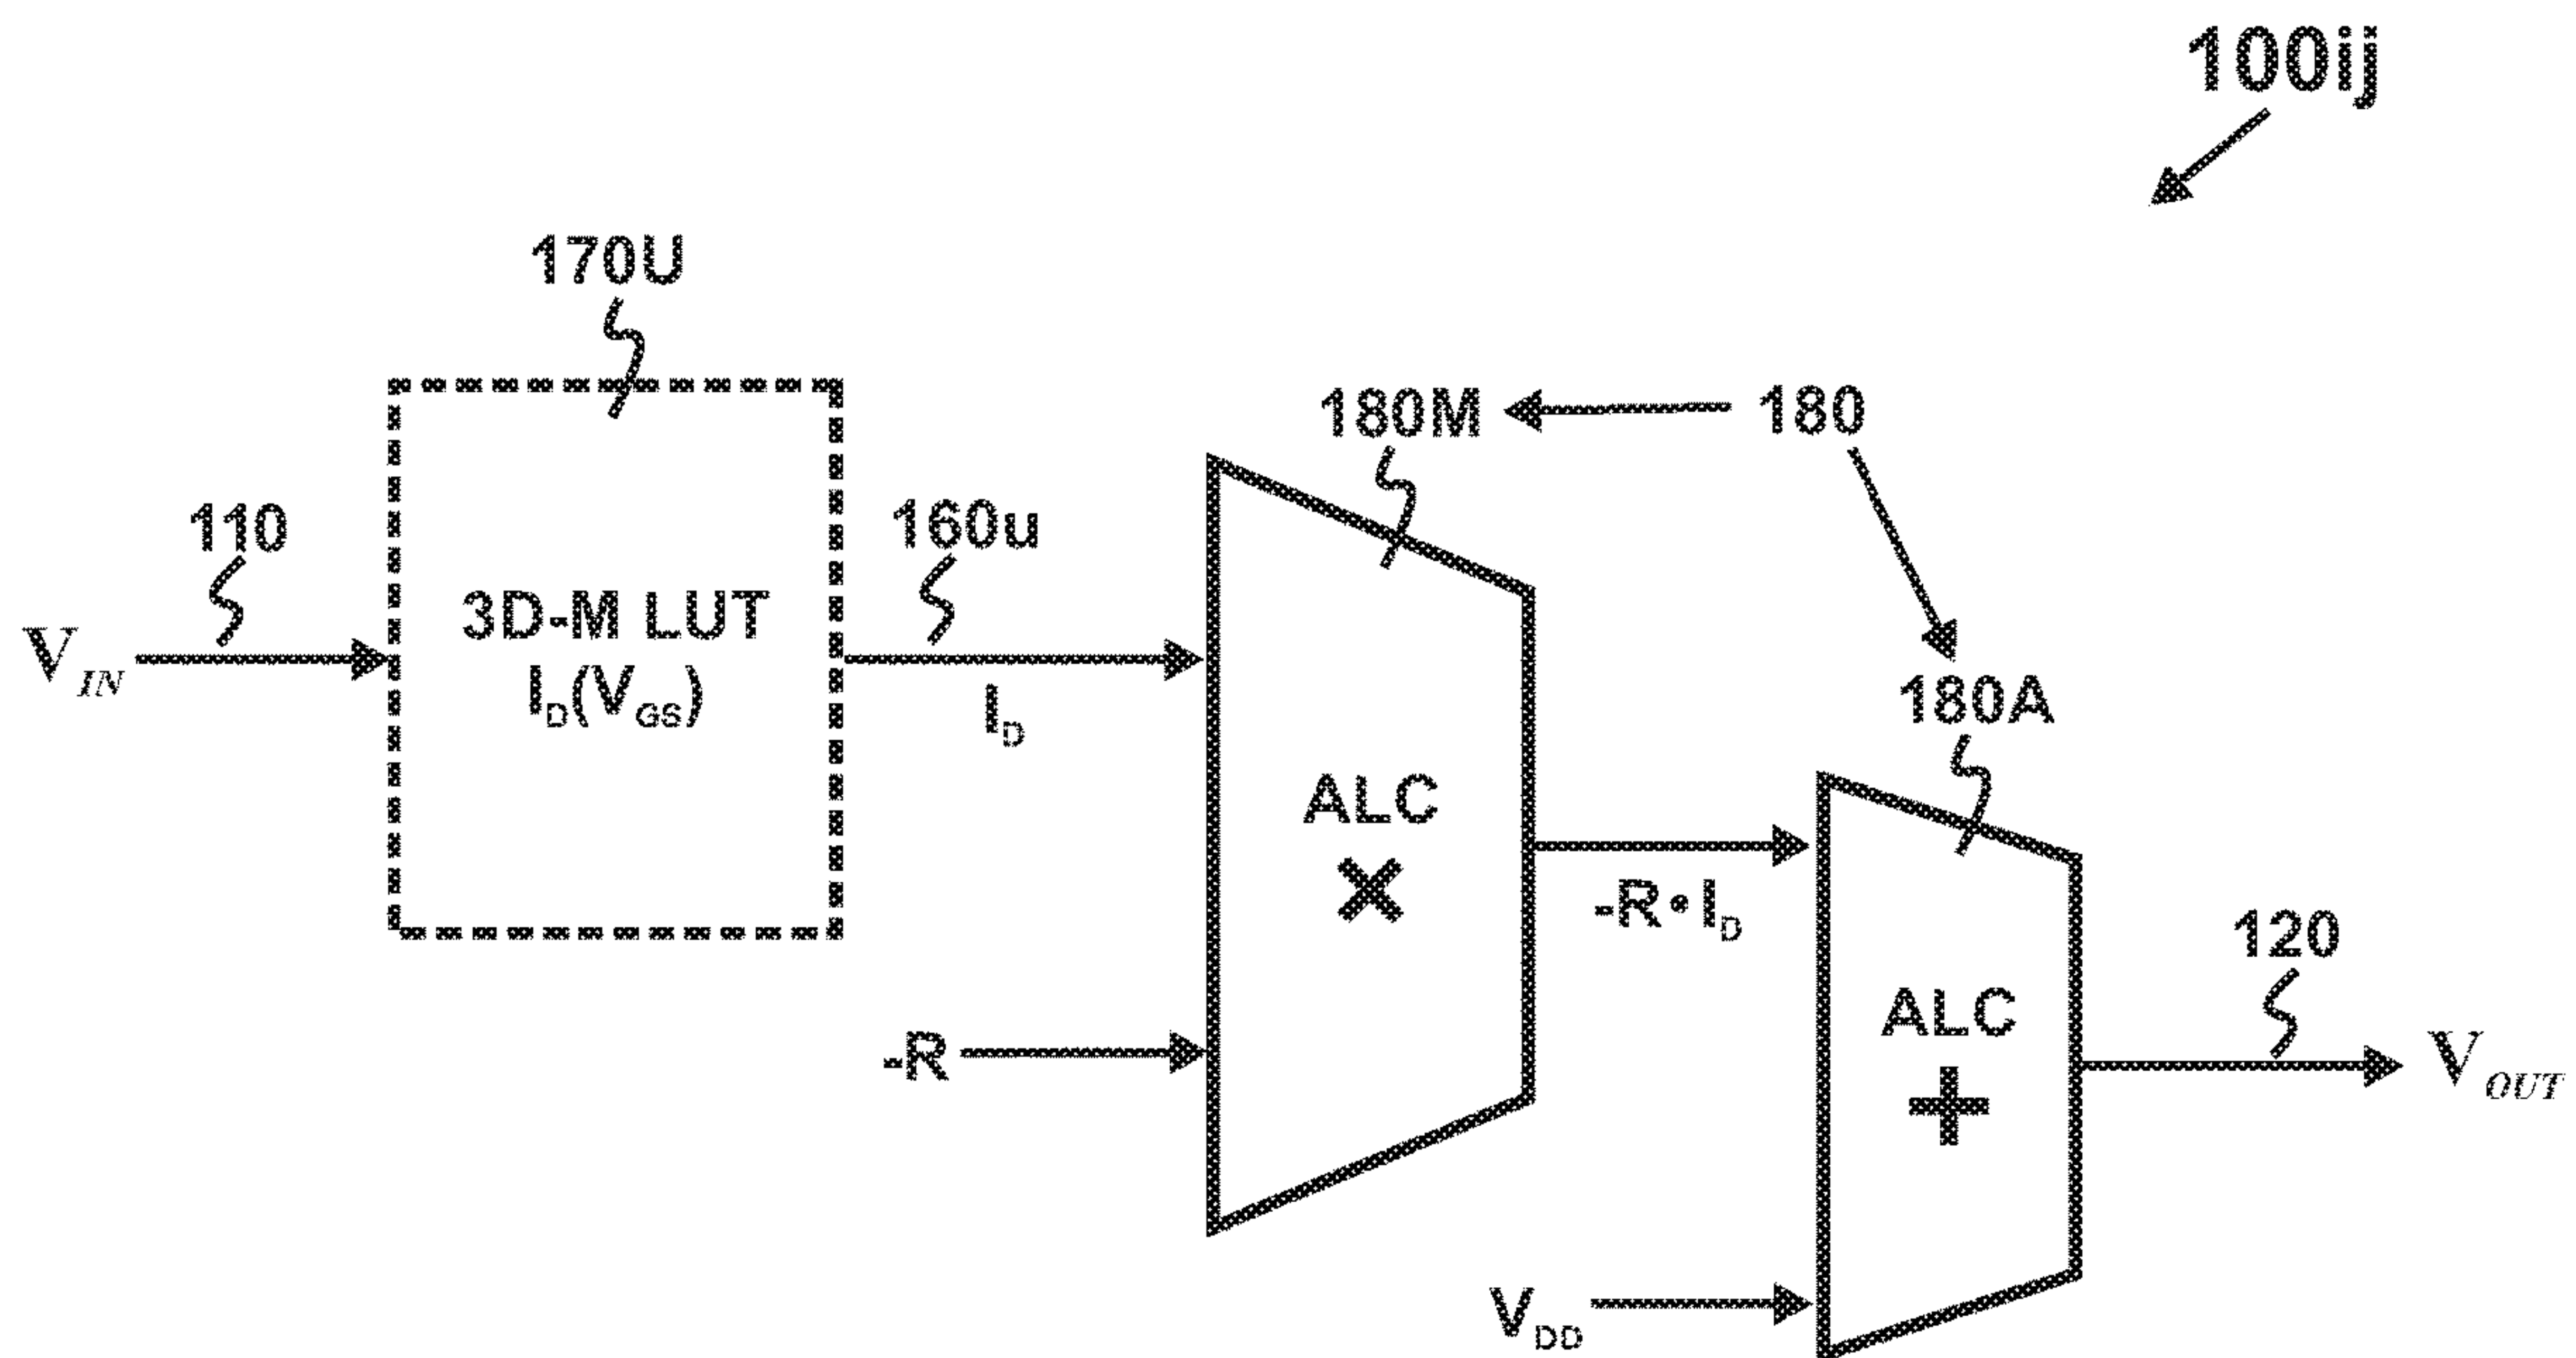 100ij
170U
180M
180
110
160u
3D-M LUT
I_D(V_GS)
V_IN
I_D
180A
ALC
×
-R•I_D
120
-R
ALC
+
V_OUT
V_DD